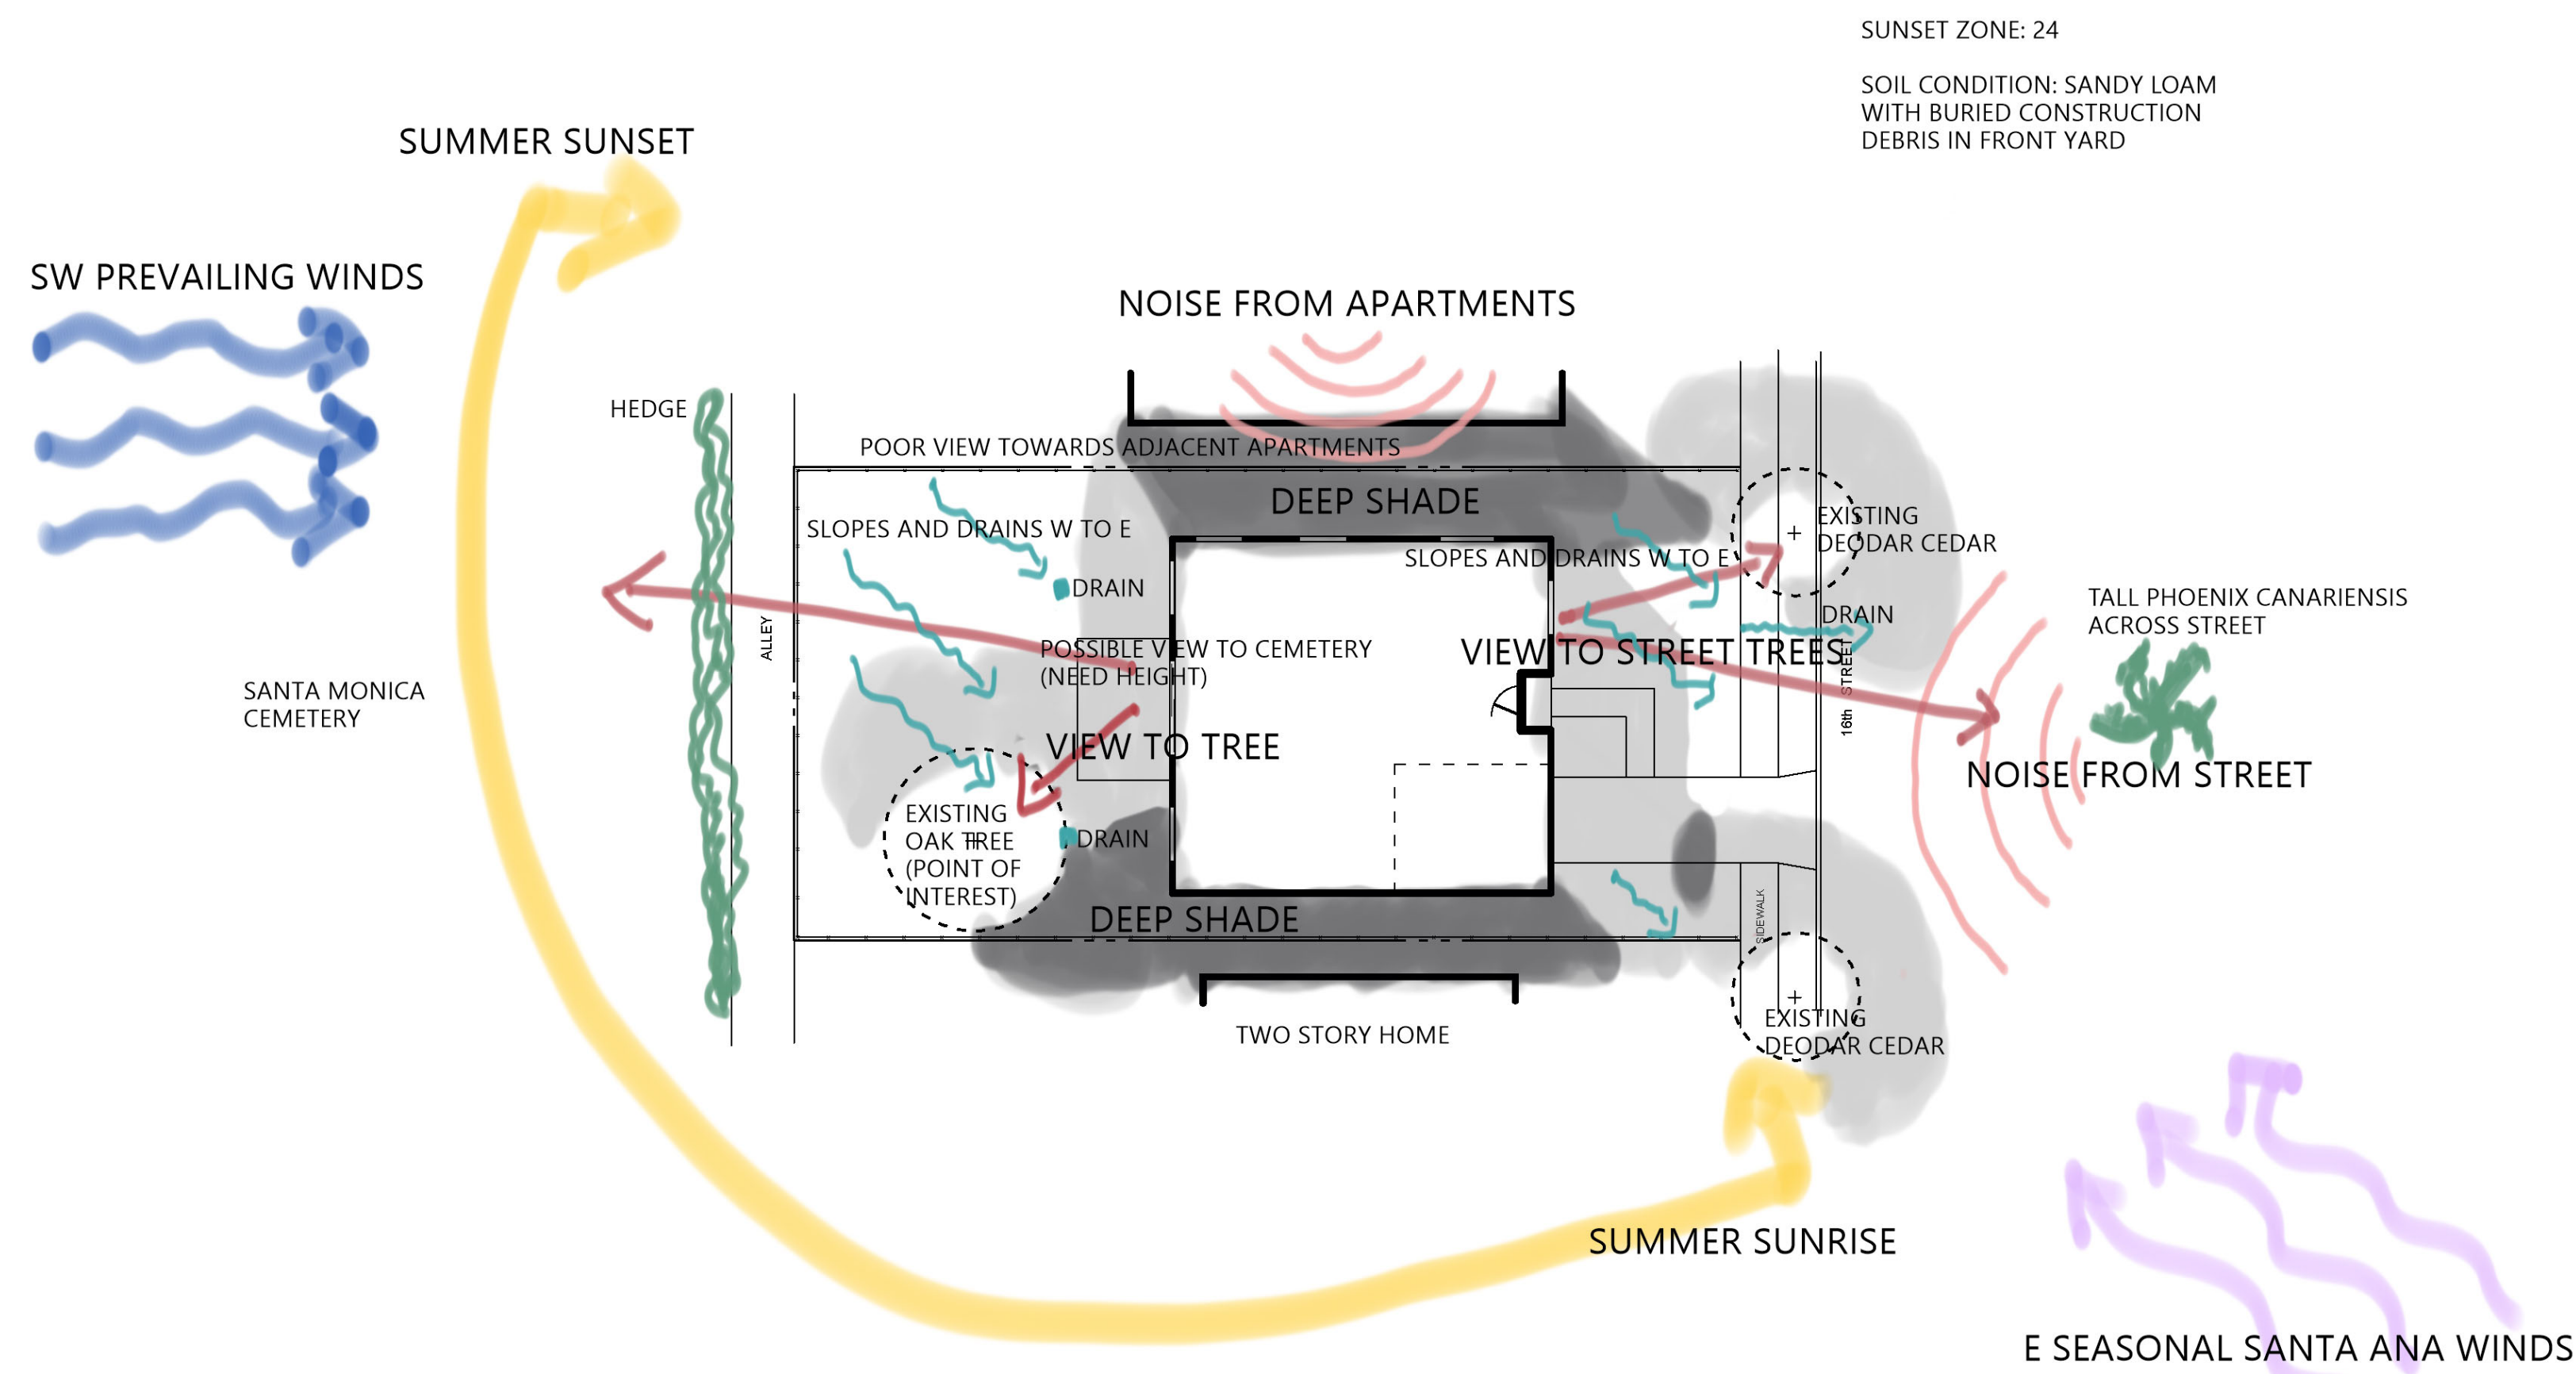 SUNSET ZONE: 24
SOIL CONDITION: SANDY LOAM
WITH BURIED CONSTRUCTION
DEBRIS IN FRONT YARD
SUMMER SUNSET
SW PREVAILING WINDS
NOISE FROM APARTMENTS
HEDGE
POOR VIEW TOWARDS ADJACENT APARTMENTS
DEEP SHADE
SLOPES AND DRAINS W TO E
EXISTING
DEODAR CEDAR
SLOPES AND DRAINS W TO E
DRAIN
TALL PHOENIX CANARIENSIS
ACROSS STREET
DRAIN
ALLEY
POSSIBLE VIEW TO CEMETERY
(NEED HEIGHT)
VIEW TO STREET TREES
16th STREET
SANTA MONICA
CEMETERY
VIEW TO TREE
NOISE FROM STREET
EXISTING
OAK TREE
(POINT OF
INTEREST)
DRAIN
DEEP SHADE
SIDEWALK
TWO STORY HOME
EXISTING
DEODAR CEDAR
SUMMER SUNRISE
E SEASONAL SANTA ANA WINDS